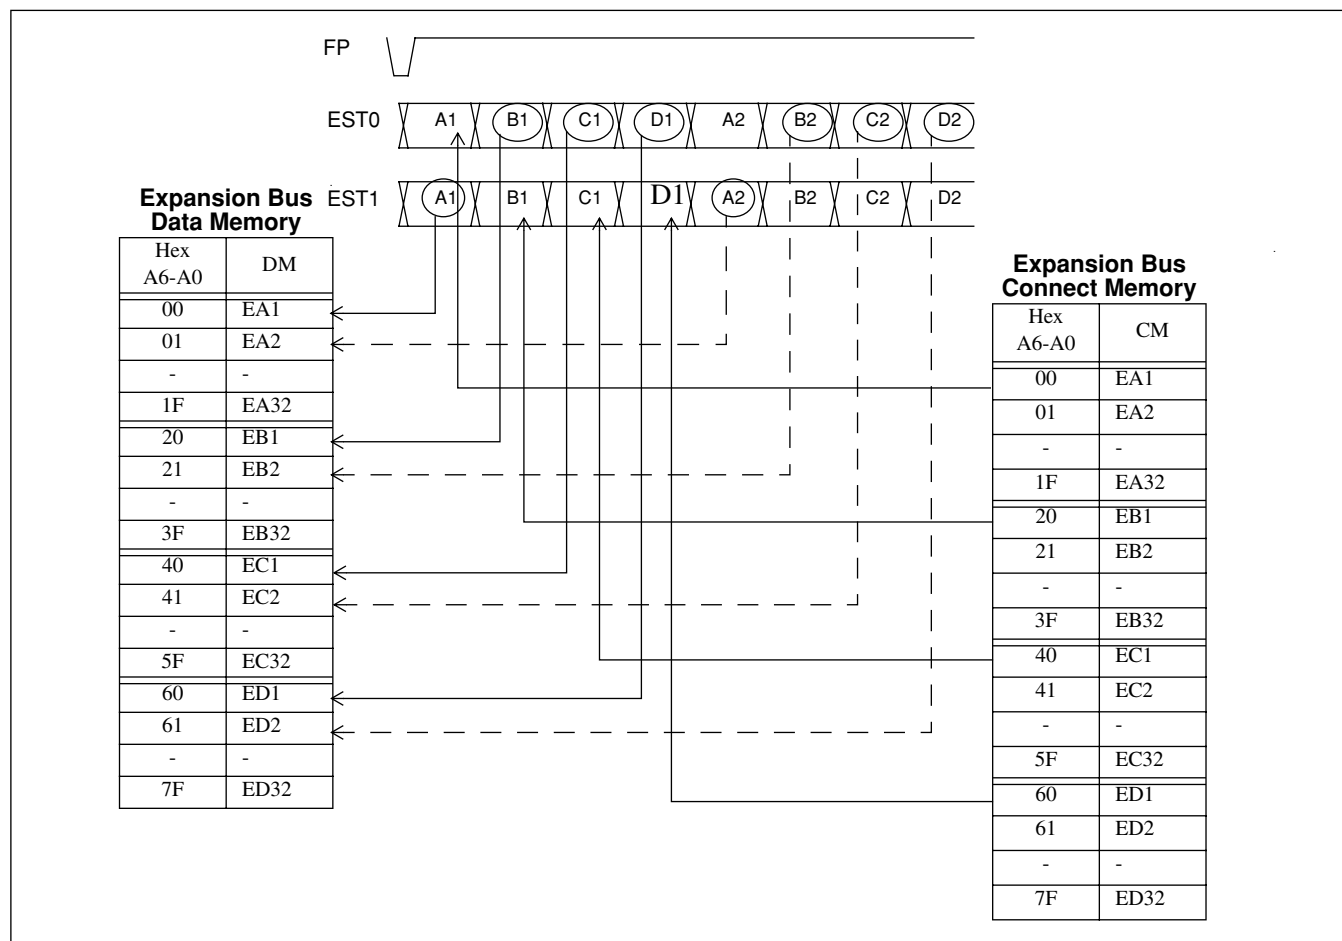 FP
EST0 A1 B1 C1 D1 A2 B2 C2 D2
EST1 A1 B1 C1 D1 A2 B2 C2 D2
Expansion Bus
Data Memory
Hex
A6-A0 DM
00 EA1
01 EA2
- -
1F EA32
20 EB1
21 EB2
- -
3F EB32
40 EC1
41 EC2
- -
5F EC32
60 ED1
61 ED2
- -
7F ED32
Expansion Bus
Connect Memory
Hex
A6-A0 CM
00 EA1
01 EA2
- -
1F EA32
20 EB1
21 EB2
- -
3F EB32
40 EC1
41 EC2
- -
5F EC32
60 ED1
61 ED2
- -
7F ED32